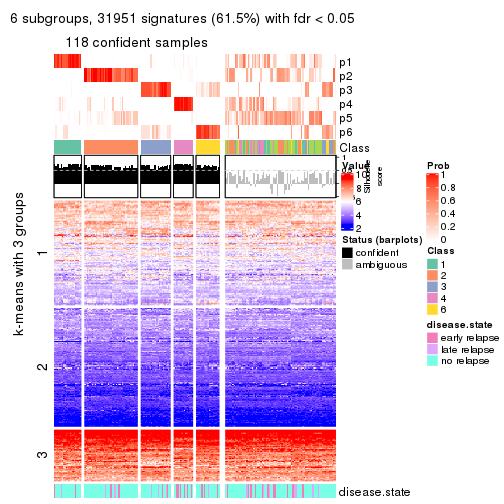 6 subgroups, 31951 signatures (61.5%) with fdr < 0.05
118 confident samples
p1
p2
p3
p4
p5
p6
Class
1
Silhouette
score
k-means with 3 groups
1
2
3
disease.state
Value
10
8
6
4
2
Status (barplots)
confident
ambiguous
Prob
1
0.8
0.6
0.4
0.2
0
Class
1
2
3
4
6
disease.state
early relapse
late relapse
no relapse